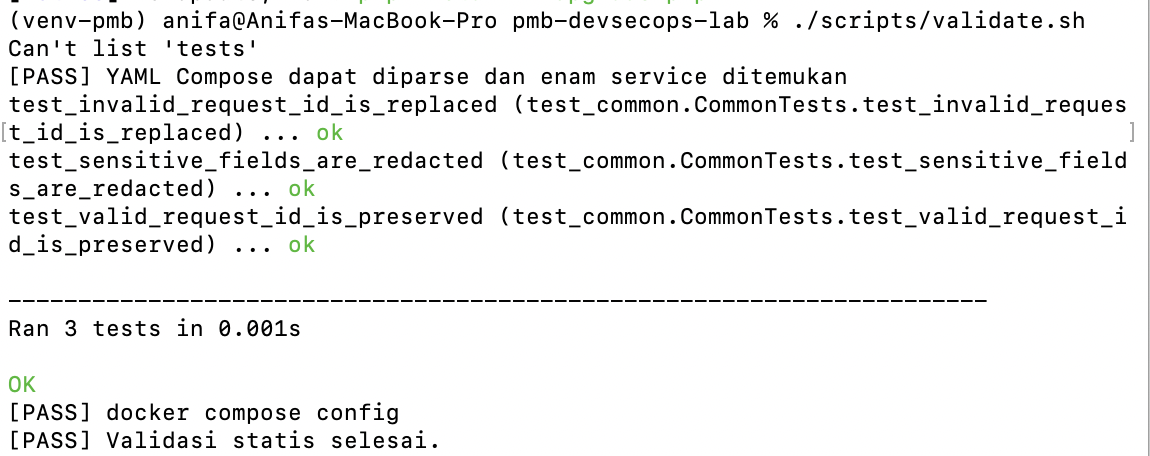 (venv-pmb) anifa@Anifas-MacBook-Pro pmb-devsecops-lab % ./scripts/validate.sh
Can't list 'tests'
[PASS] YAML Compose dapat diparse dan enam service ditemukan
test_invalid_request_id_is_replaced (test_common.CommonTests.test_invalid_reques
[t_id_is_replaced) ... ok ]
test_sensitive_fields_are_redacted (test_common.CommonTests.test_sensitive_field
s_are_redacted) ... ok
test_valid_request_id_is_preserved (test_common.CommonTests.test_valid_request_i
d_is_preserved) ... ok

----------------------------------------------------------------------
Ran 3 tests in 0.001s

OK
[PASS] docker compose config
[PASS] Validasi statis selesai.